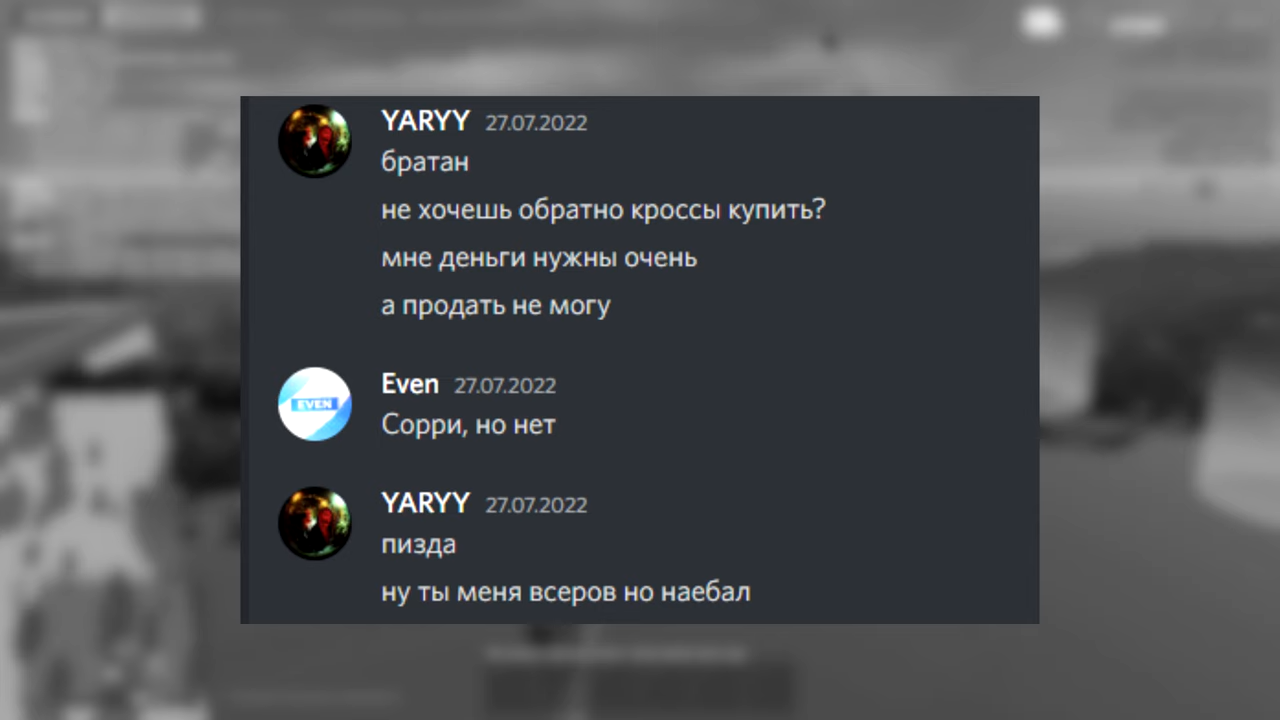 YARYY 27.07.2022
братан
не хочешь обратно кроссы купить?
мне деньги нужны очень
а продать не могу
Even 27.07.2022
EVEN
Сорри, но нет
YARYY 27.07.2022
пизда
ну ты меня всеров но наебал